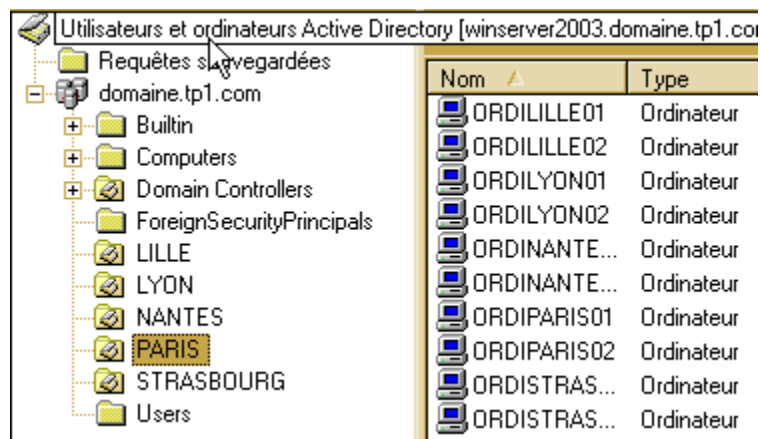 Utilisateurs et ordinateurs Active Directory [winserver2003.domaine.tp1.co
Requêtes sauvegardées
domaine.tp1.com
Builtin
Computers
Domain Controllers
ForeignSecurityPrincipals
LILLE
LYON
NANTES
PARIS
STRASBOURG
Users
Nom Type
ORDILILLE01 Ordinateur
ORDILILLE02 Ordinateur
ORDILYON01 Ordinateur
ORDILYON02 Ordinateur
ORDINANTE... Ordinateur
ORDINANTE... Ordinateur
ORDIPARIS01 Ordinateur
ORDIPARIS02 Ordinateur
ORDISTRAS... Ordinateur
ORDISTRAS... Ordinateur